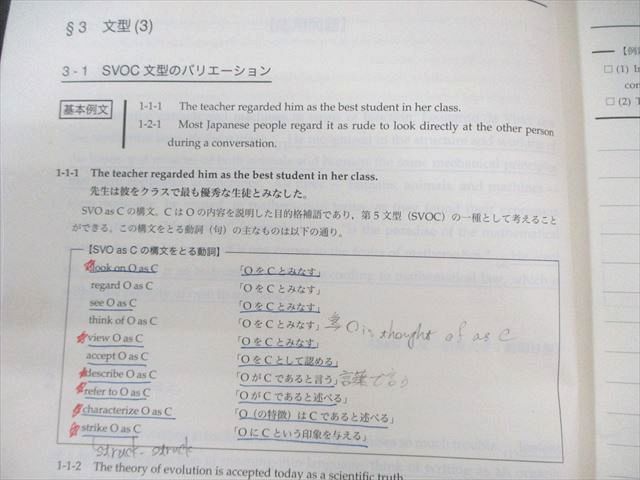 §3 文型(3)
3-1 SVOC 文型のバリエーション
基本例文
1-1-1 The teacher regarded him as the best student in her class.
1-2-1 Most Japanese people regard it as rude to look directly at the other person
during a conversation.
1-1-1 The teacher regarded him as the best student in her class.
先生は彼をクラスで最も優秀な生徒とみなした。
SVO as C の構文。C は O の内容を説明した目的格補語であり、第5文型 (SVOC) の一種として考えること
ができる。この構文をとる動詞(句)の主なものは以下の通り。
【SVO as C の構文をとる動詞】
look on O as C 「O を C とみなす」
regard O as C 「O を C とみなす」
see O as C 「O を C とみなす」
think of O as C 「O を C とみなす」 O is thought of as C
view O as C 「O を C とみなす」
accept O as C 「O を C として認める」
describe O as C 「O が C であると言う」
refer to O as C 「O が C であると述べる」
characterize O as C 「O (の特徴) は C であると述べる」
strike O as C 「O に C という印象を与える」
struck - struck
1-1-2 The theory of evolution is accepted today as a scientific truth.
【例
□ (1) I
con
□ (2) T